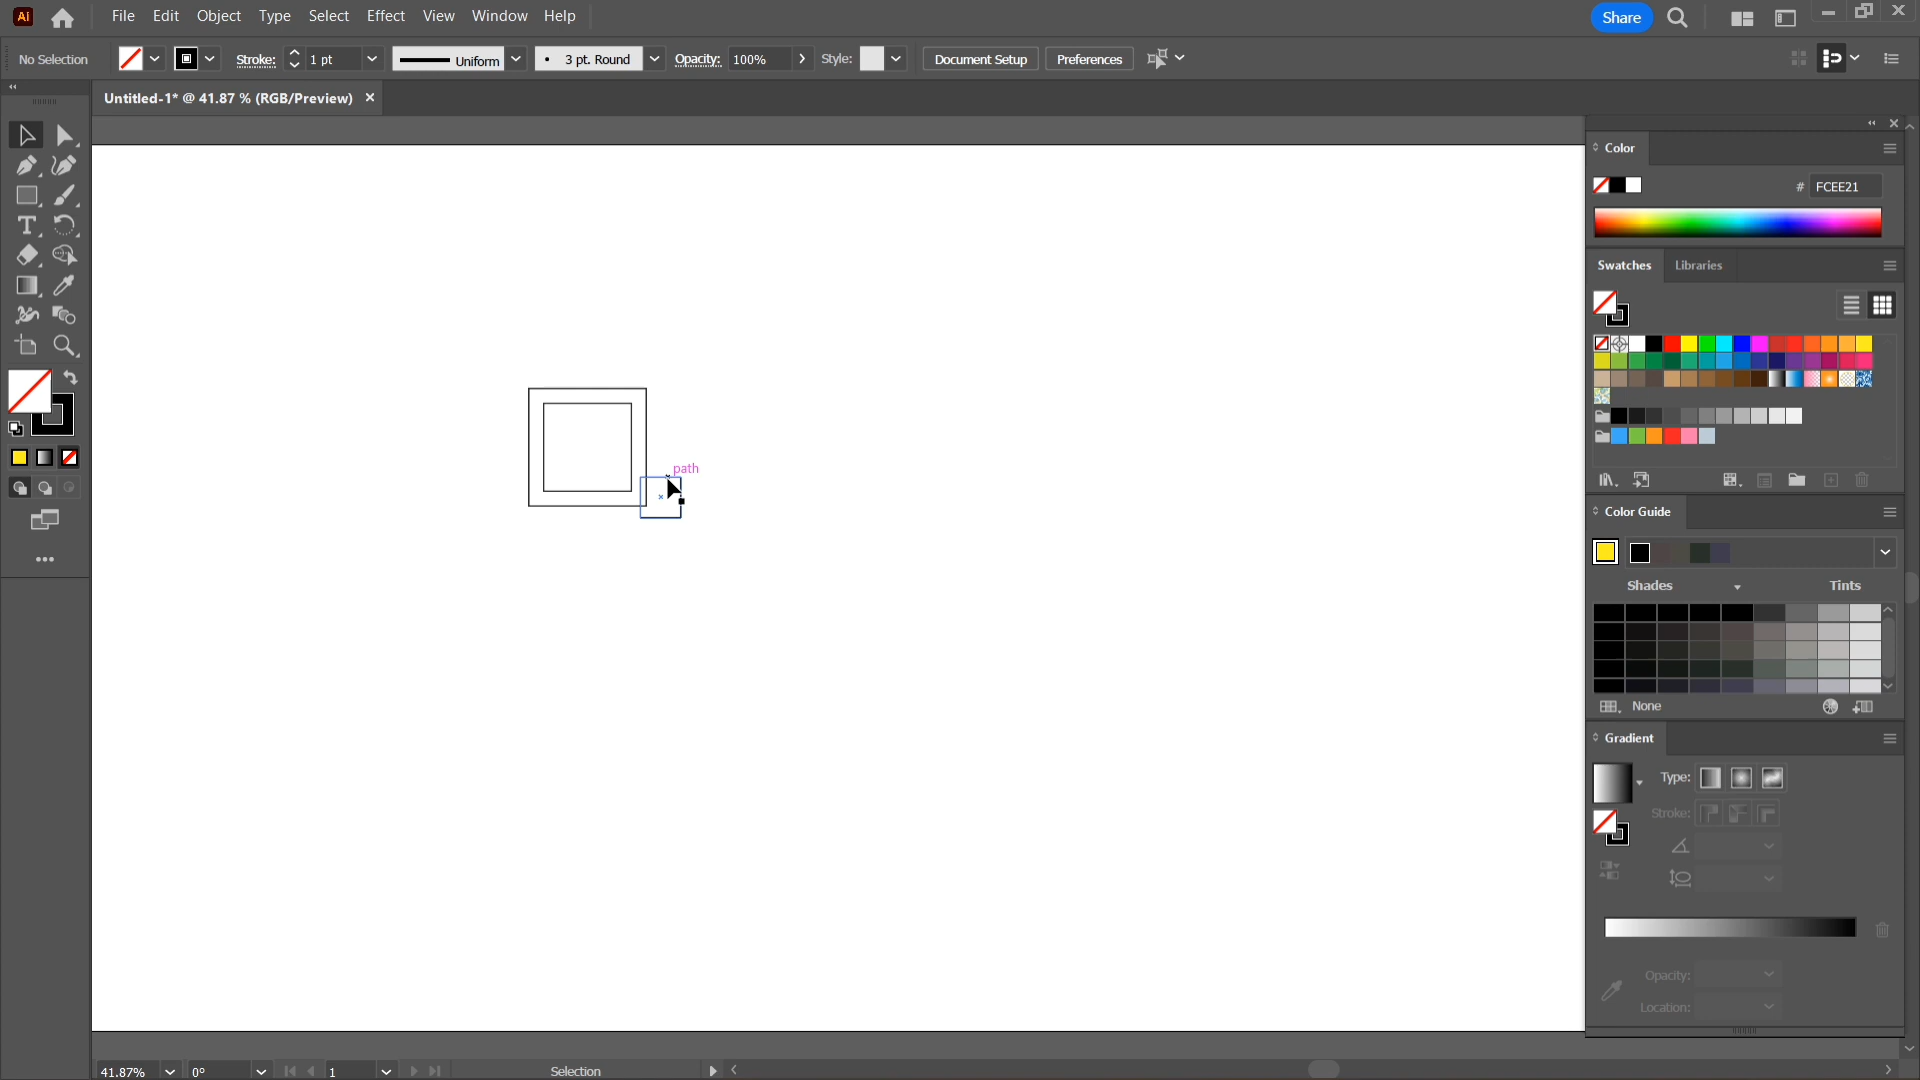 Ai File Edit Object Type Select Effect View Window Help Share
No Selection Stroke: 1 pt Uniform 3 pt. Round Opacity: 100% Style: Document Setup Preferences
Untitled-1* @ 41.87 % (RGB/Preview)
path
Color
# FCEE21
Swatches Libraries
Color Guide
Shades Tints
None
Gradient
Type:
Stroke:
Opacity:
Location:
41.87% 0° 1 Selection